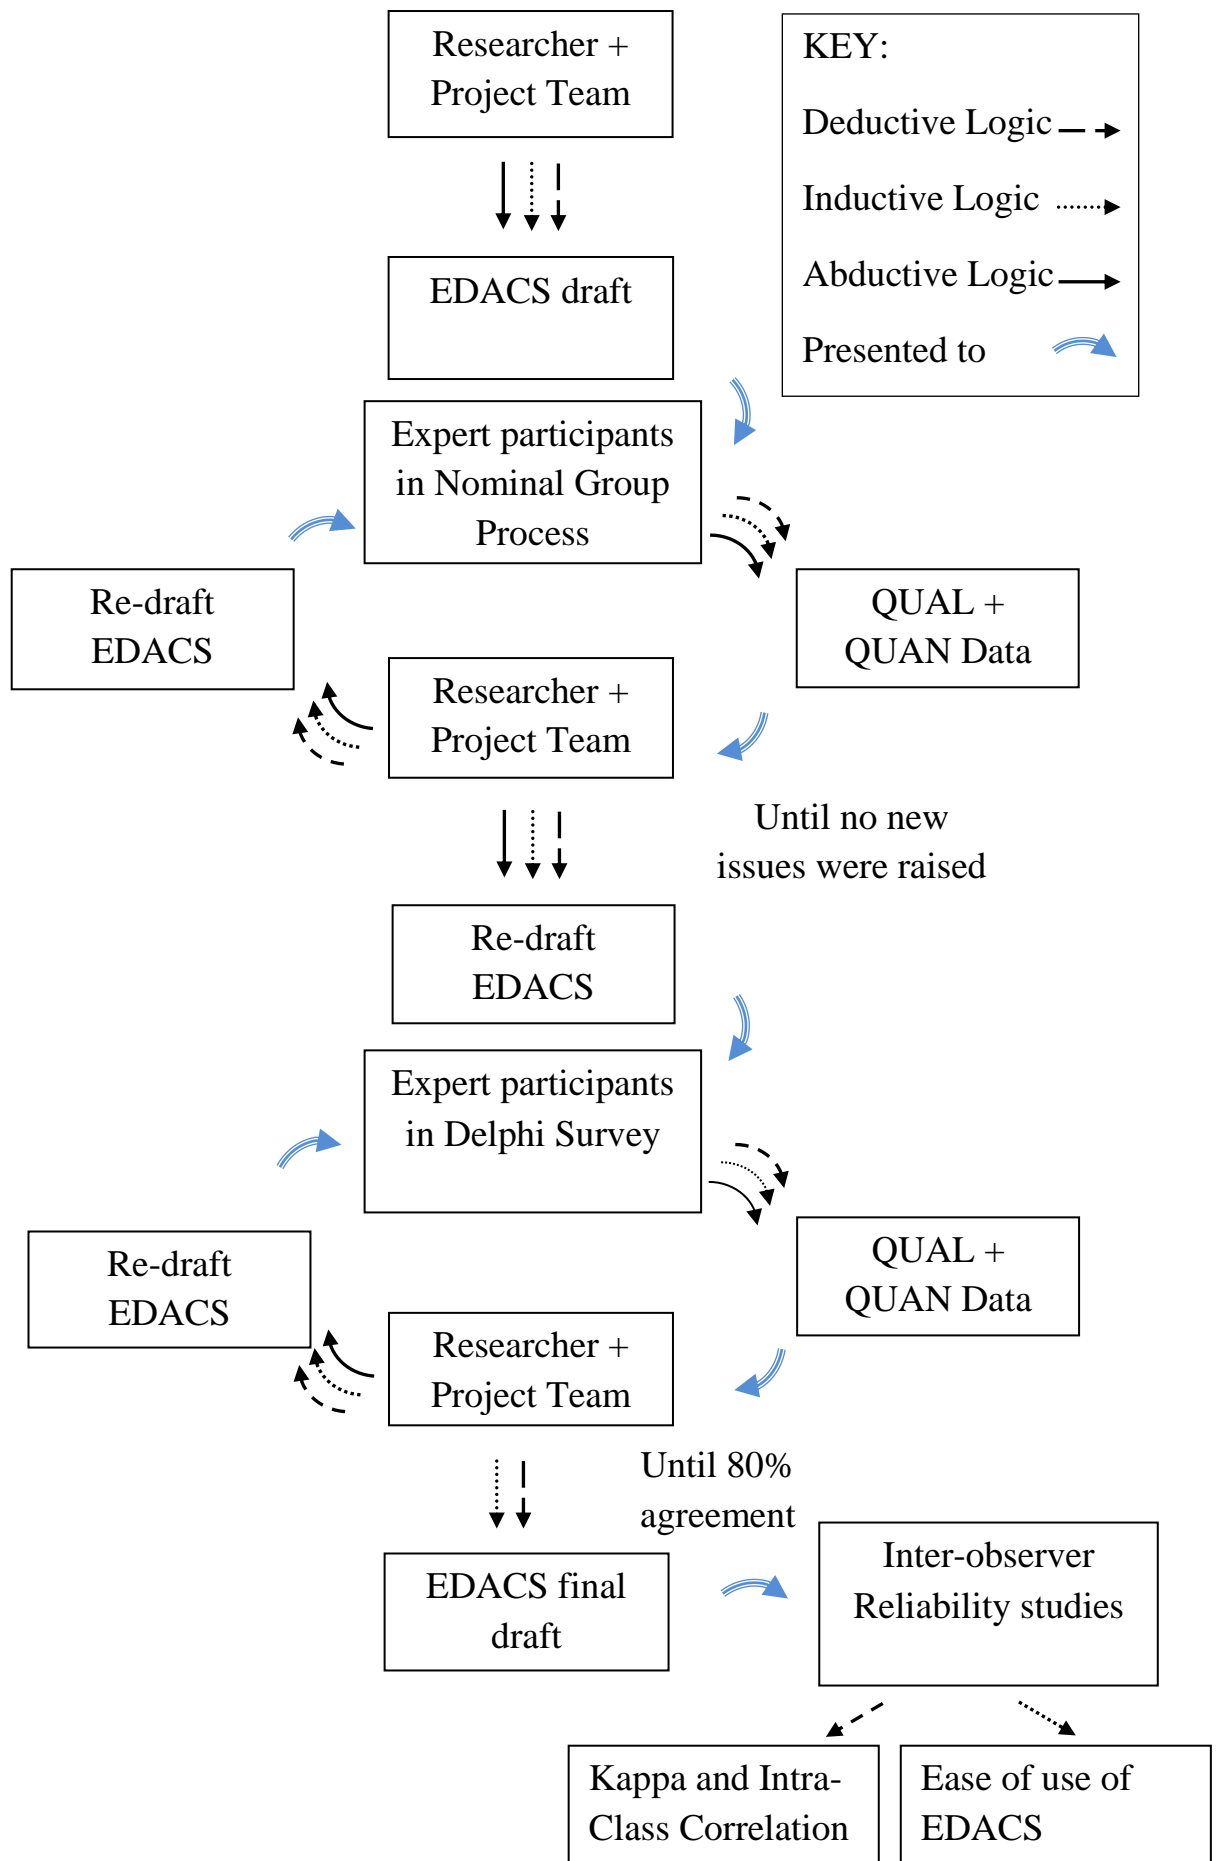 Researcher +
Project Team
KEY:
Deductive Logic
Inductive Logic
Abductive Logic
Presented to
EDACS draft
Expert participants
in Nominal Group
Process
Re-draft
EDACS
QUAL +
QUAN Data
Researcher +
Project Team
Until no new
issues were raised
Re-draft
EDACS
Expert participants
in Delphi Survey
Re-draft
EDACS
QUAL +
QUAN Data
Researcher +
Project Team
Until 80%
agreement
EDACS final
draft
Inter-observer
Reliability studies
Kappa and Intra-
Class Correlation
Ease of use of
EDACS